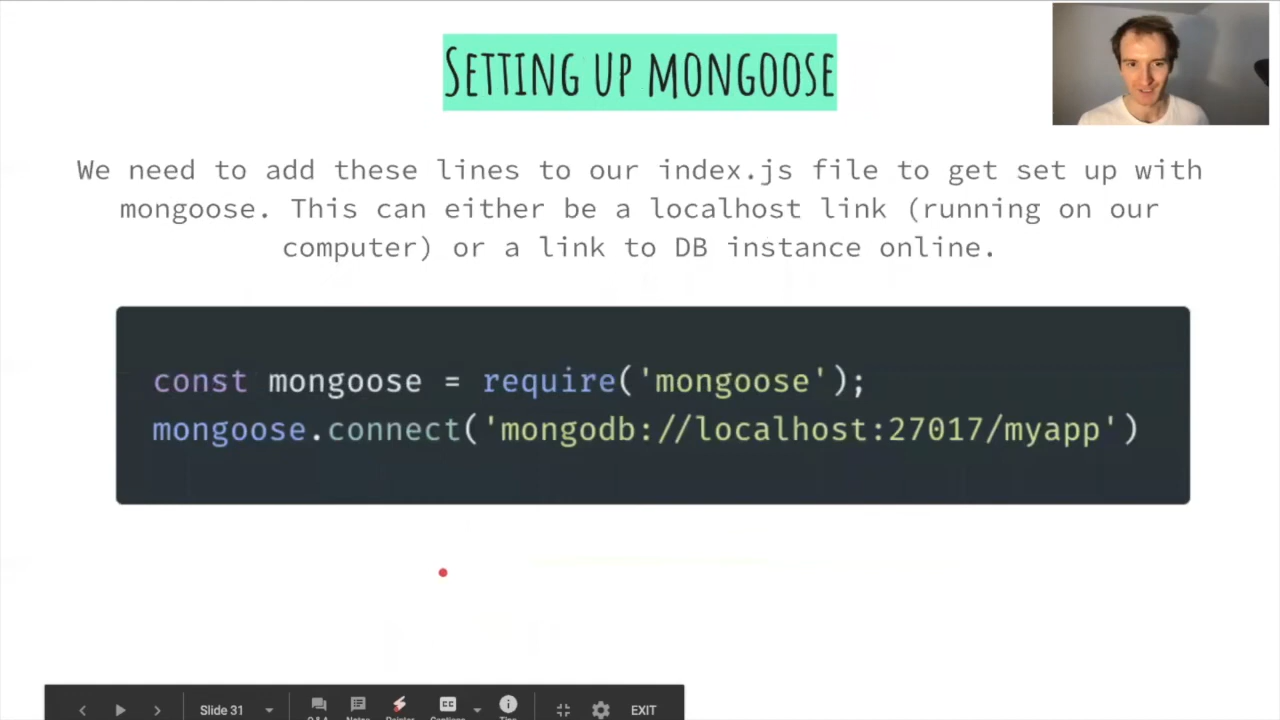 SETTING UP MONGOOSE
We need to add these lines to our index.js file to get set up with
mongoose. This can either be a localhost link (running on our
computer) or a link to DB instance online.
const mongoose = require('mongoose');
mongoose.connect('mongodb://localhost:27017/myapp')
Slide 31
EXIT